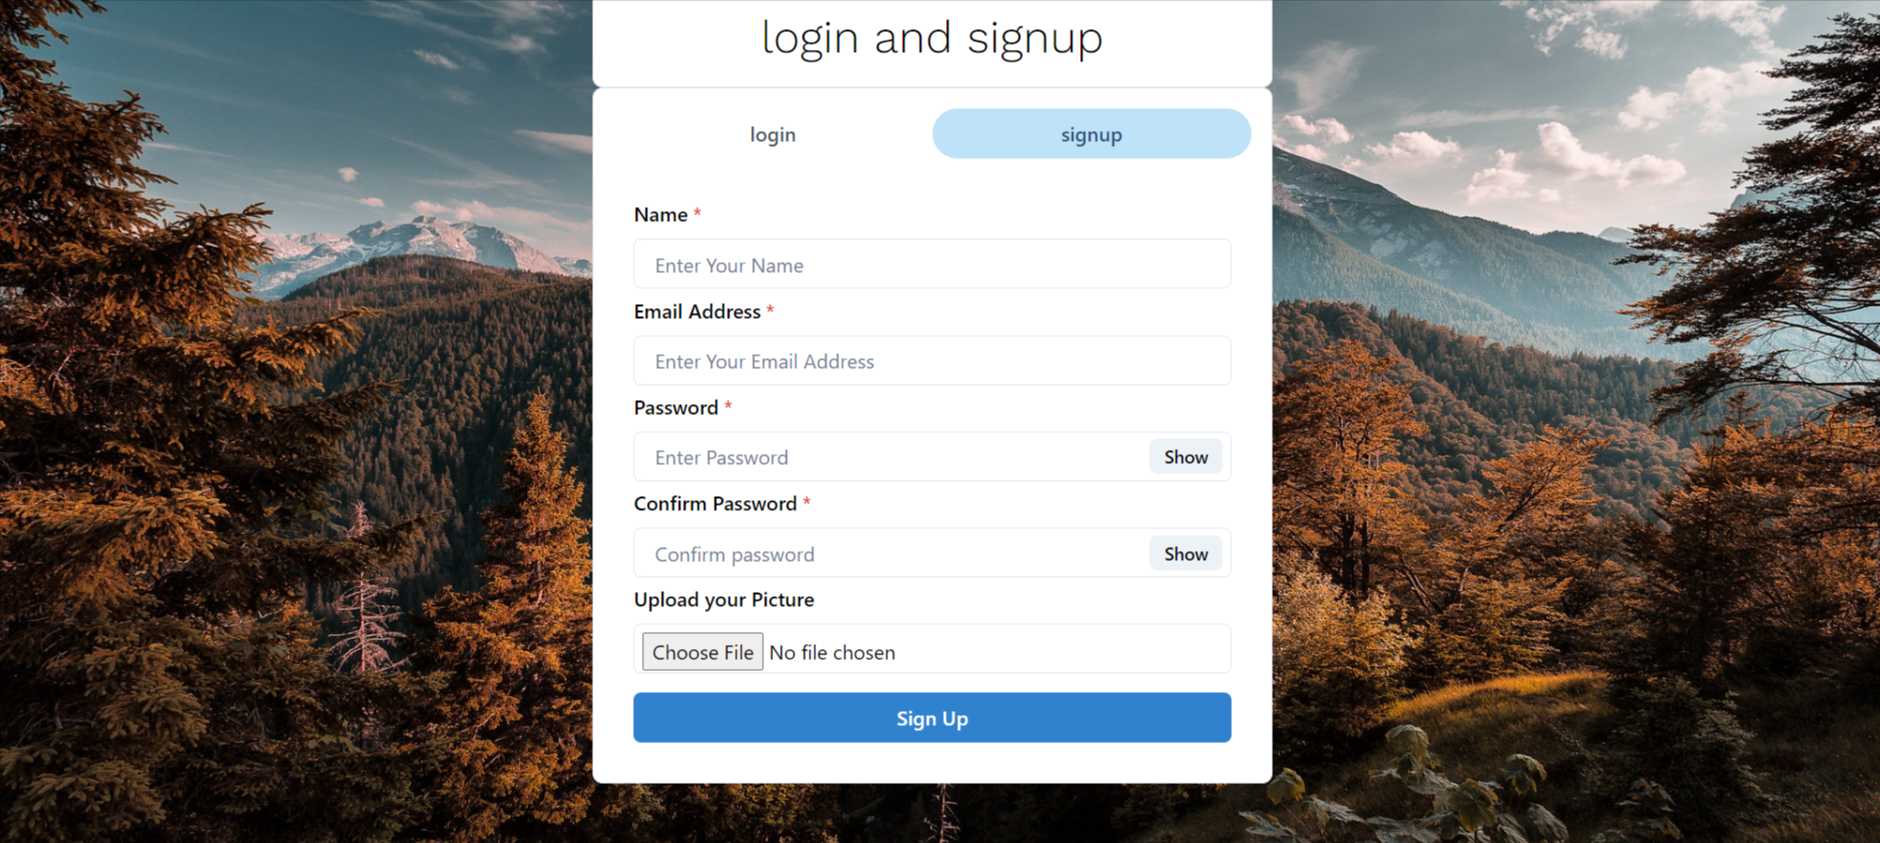 login and signup
login
signup
Name *
Enter Your Name
Email Address *
Enter Your Email Address
Password *
Enter Password
Show
Confirm Password *
Confirm password
Show
Upload your Picture
Choose File No file chosen
Sign Up